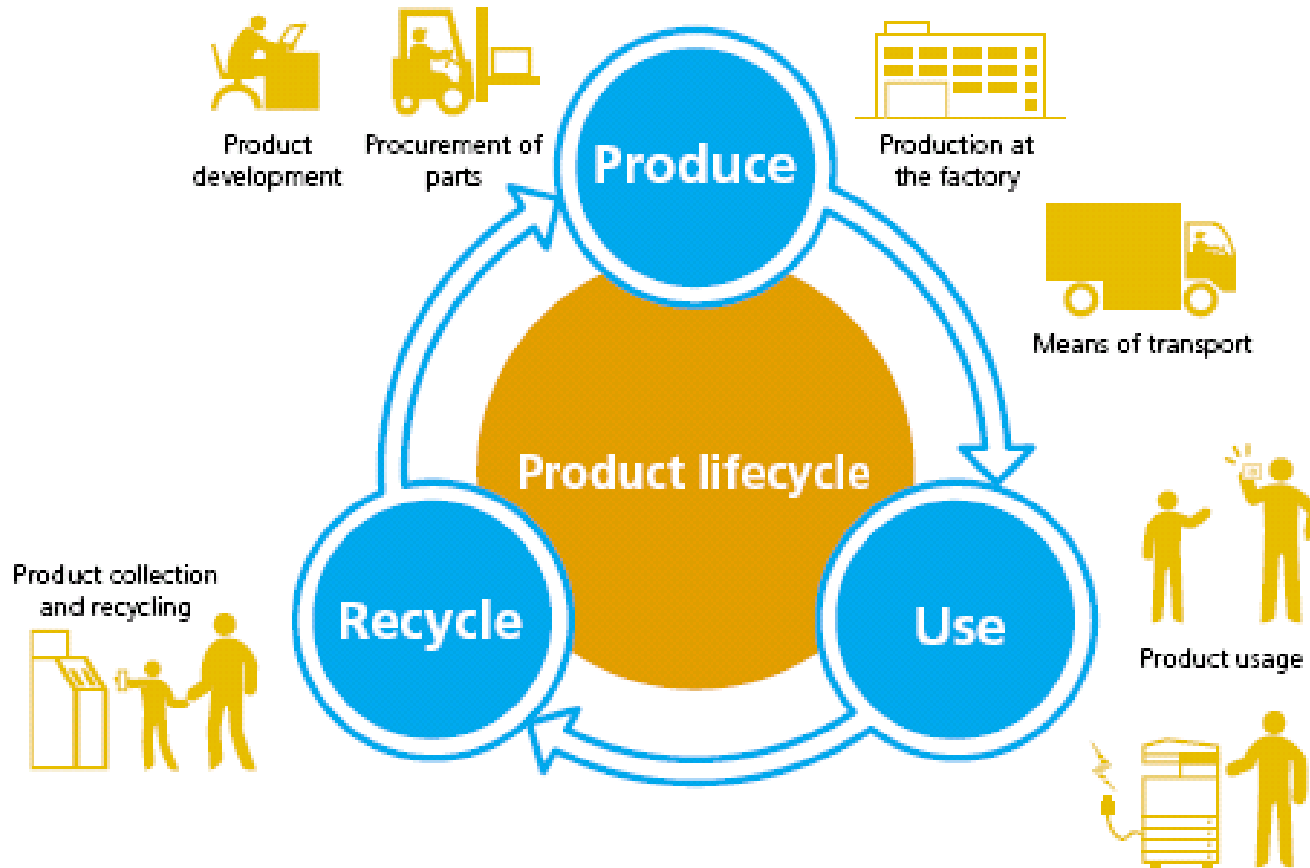 Product
development
Procurement of
parts
Produce
Production at
the factory
Means of transport
Product lifecycle
Product collection
and recycling
Recycle
Use
Product usage